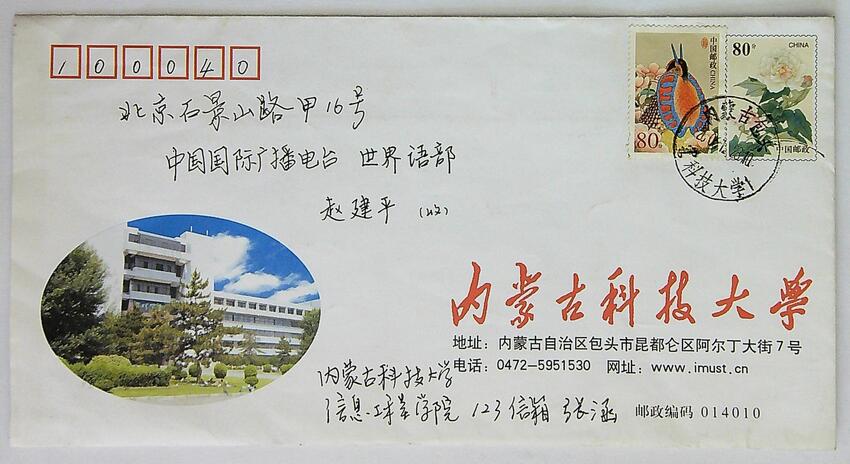 100040
北京石景山路甲16号
中国国际广播电台 世界语部
赵建平(收)
中国邮政 CHINA
80分
80分 CHINA
中国邮政
内蒙古包头
科技大学1
内蒙古科技大学
地址：内蒙古自治区包头市昆都仑区阿尔丁大街7号
电话：0472-5951530 网址：www.imust.cn
内蒙古科技大学
信息工程学院 123信箱 张涵 邮政编码 014010